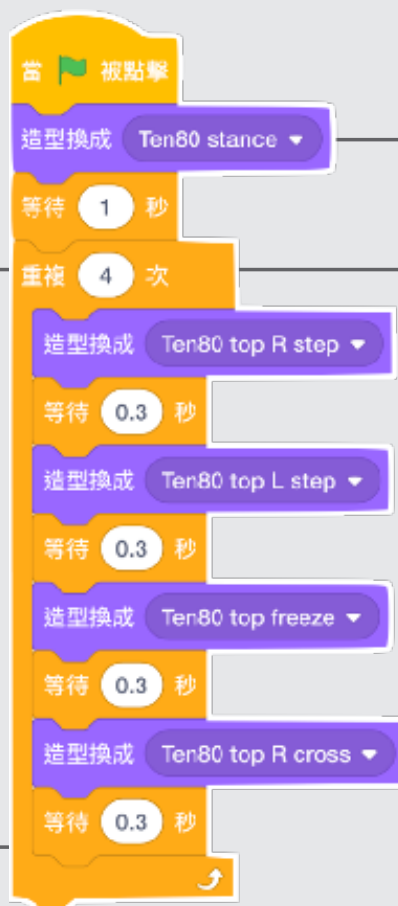 當 被點擊
造型換成 Ten80 stance
等待 1 秒
重複 4 次
造型換成 Ten80 top R step
等待 0.3 秒
造型換成 Ten80 top L step
等待 0.3 秒
造型換成 Ten80 top freeze
等待 0.3 秒
造型換成 Ten80 top R cross
等待 0.3 秒